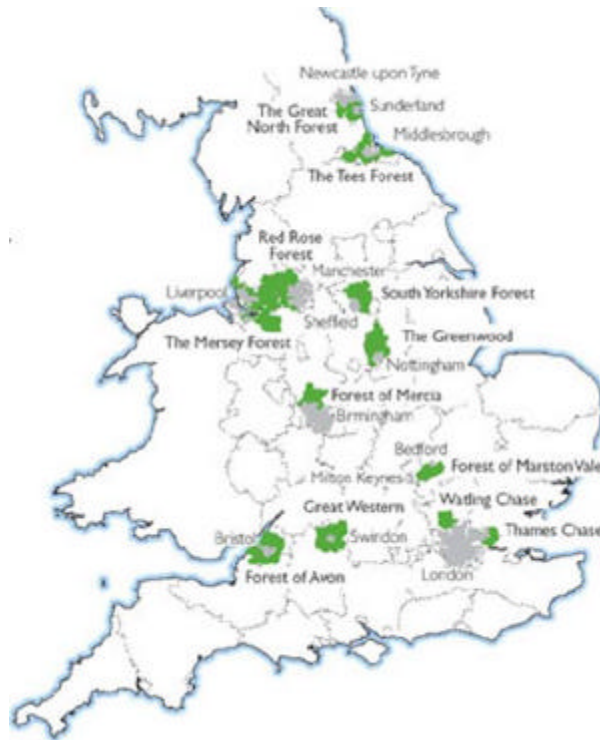 Newcastle upon Tyne
The Great
North Forest
Sunderland
Middlesbrough
The Tees Forest
Red Rose
Forest
Manchester
Liverpool
South Yorkshire Forest
Sheffield
The Mersey Forest
The Greenwood
Nottingham
Forest of Mercia
Birmingham
Bedford
Forest of Marston Vale
Milton Keynes
Watling Chase
Great Western
Thames Chase
Bristol
Swindon
London
Forest of Avon